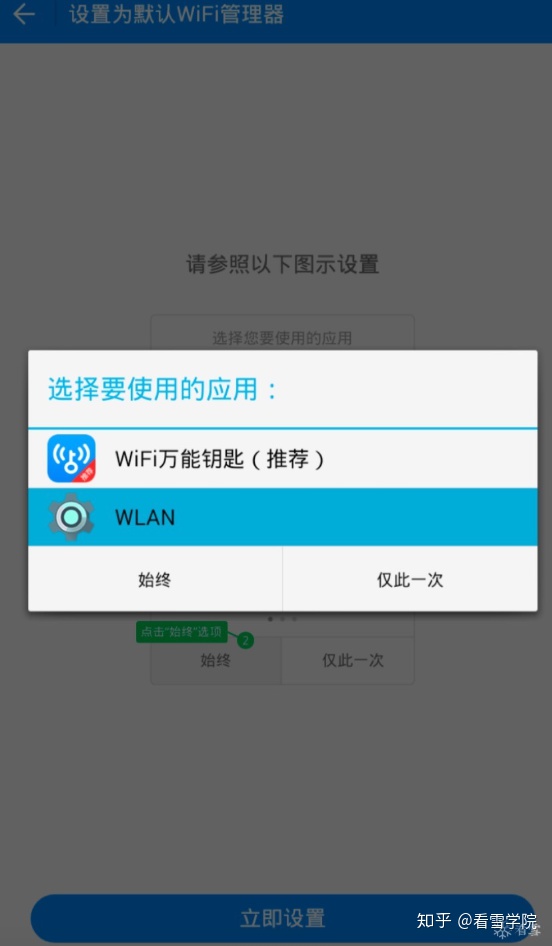 设置为默认WiFi管理器
请参照以下图示设置
选择您要使用的应用
选择要使用的应用：
推荐
WiFi万能钥匙（推荐）
WLAN
始终
仅此一次
点击“始终”选项
2
始终
仅此一次
立即设置
知乎 @看雪学院
看雪